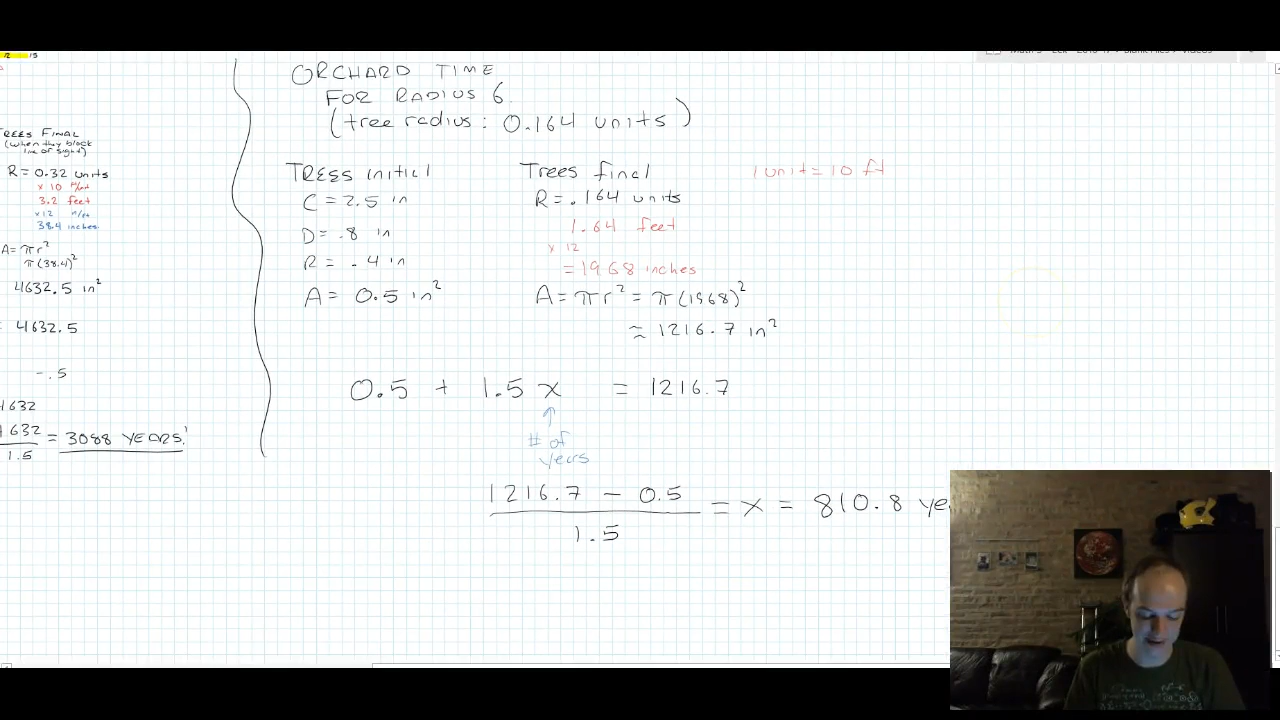 TREES FINAL
(when they block
line of sight)
R = 0.32 units
x 10 ft/unit
3.2 feet
x 12 in/ft
38.4 inches
A = πr²
π(38.4)²
4632.5 in²
= 4632.5
-.5
4632
4632 / 1.5 = 3088 YEARS!
ORCHARD TIME
FOR RADIUS 6
(tree radius: 0.164 units)
TRESS initial
C = 2.5 in
D = .8 in
R = .4 in
A = 0.5 in²
Trees final
R = .164 units
1.64 feet
x 12
= 19.68 inches
A = πr² = π(19.68)²
≈ 1216.7 in²
1 unit = 10 ft
0.5 + 1.5 x = 1216.7
# of
years
1216.7 - 0.5
= x = 810.8 ye
1.5